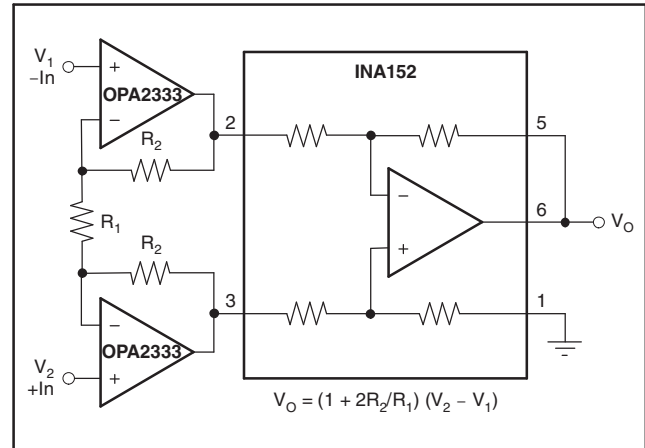 V1
−In
OPA2333
R2
R1
R2
OPA2333
V2
+In
INA152
2
5
6
VO
3
1
VO = (1 + 2R2/R1) (V2 − V1)